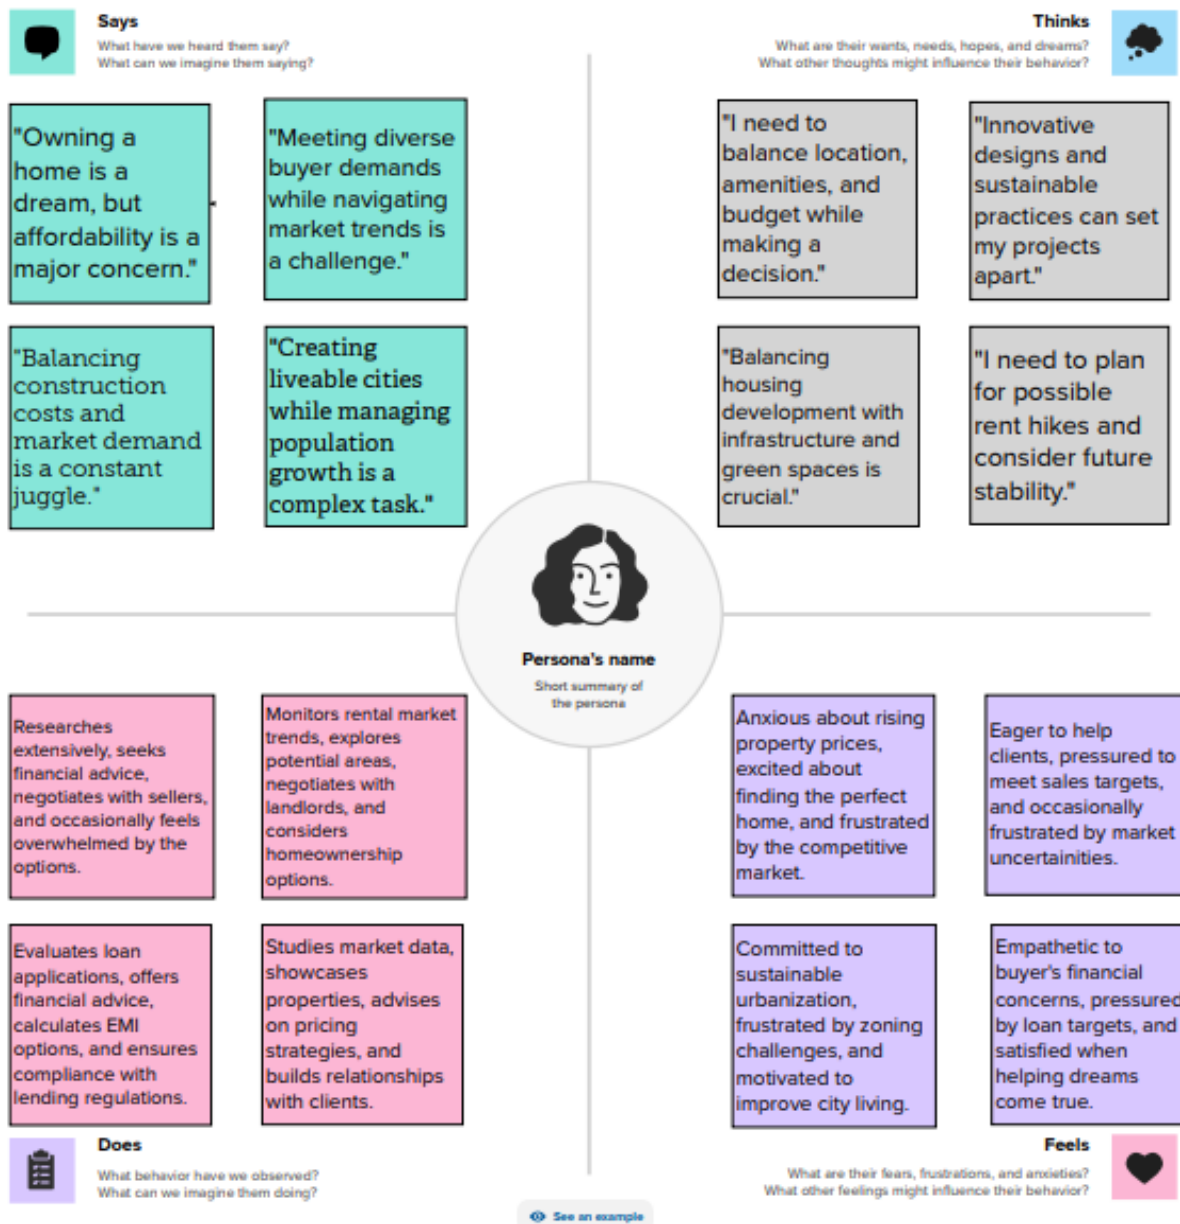 Says
What have we heard them say?
What can we imagine them saying?
"Owning a
home is a
dream, but
affordability is a
major concern."
"Meeting diverse
buyer demands
while navigating
market trends is
a challenge."
"Balancing
construction
costs and
market demand
is a constant
juggle."
"Creating
liveable cities
while managing
population
growth is a
complex task."
Thinks
What are their wants, needs, hopes, and dreams?
What other thoughts might influence their behavior?
"I need to
balance location,
amenities, and
budget while
making a
decision."
"Innovative
designs and
sustainable
practices can set
my projects
apart."
"Balancing
housing
development with
infrastructure and
green spaces is
crucial."
"I need to plan
for possible
rent hikes and
consider future
stability."
Persona's name
Short summary of
the persona
Researches
extensively, seeks
financial advice,
negotiates with sellers,
and occasionally feels
overwhelmed by the
options.
Monitors rental market
trends, explores
potential areas,
negotiates with
landlords, and
considers
homeownership
options.
Evaluates loan
applications, offers
financial advice,
calculates EMI
options, and ensures
compliance with
lending regulations.
Studies market data,
showcases
properties, advises
on pricing
strategies, and
builds relationships
with clients.
Does
What behavior have we observed?
What can we imagine them doing?
Anxious about rising
property prices,
excited about
finding the perfect
home, and frustrated
by the competitive
market.
Eager to help
clients, pressured to
meet sales targets,
and occasionally
frustrated by market
uncertainities.
Committed to
sustainable
urbanization,
frustrated by zoning
challenges, and
motivated to
improve city living.
Empathetic to
buyer's financial
concerns, pressured
by loan targets, and
satisfied when
helping dreams
come true.
Feels
What are their fears, frustrations, and anxieties?
What other feelings might influence their behavior?
See an example